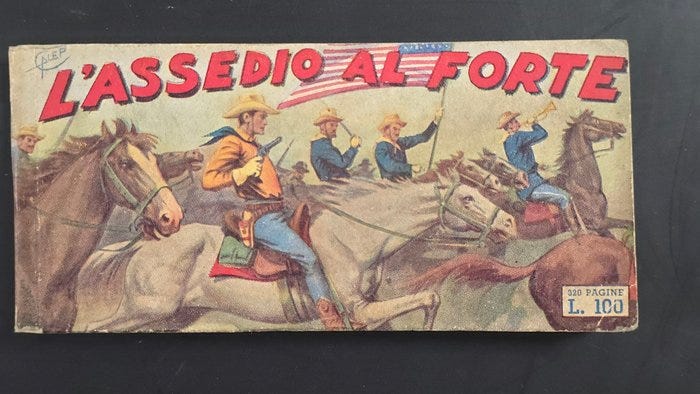 L'ASSEDIO AL FORTE
320 PAGINE
L. 100